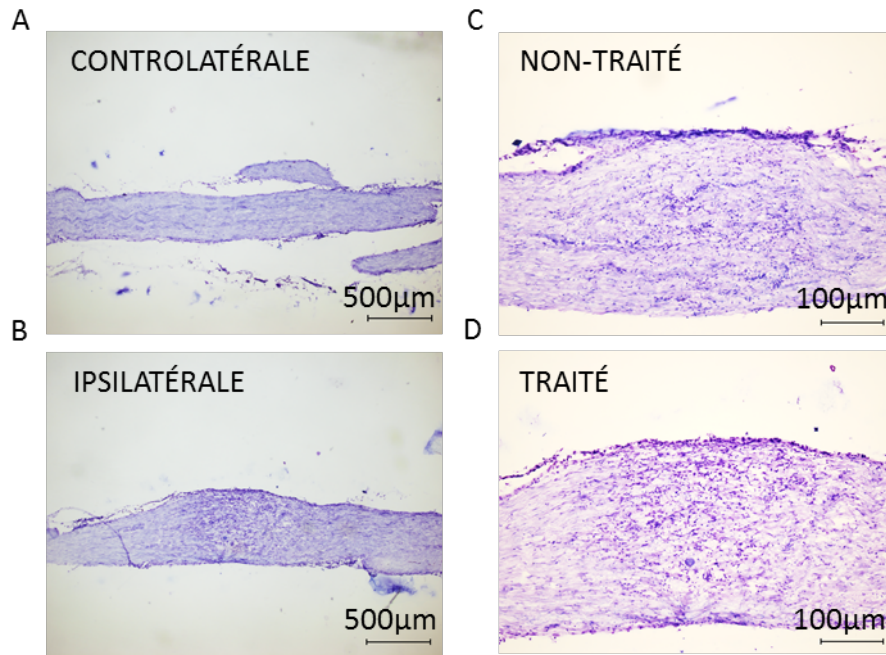 A
CONTROLATÉRALE
500µm
B
IPSILATÉRALE
500µm
C
NON-TRAITÉ
100µm
D
TRAITÉ
100µm